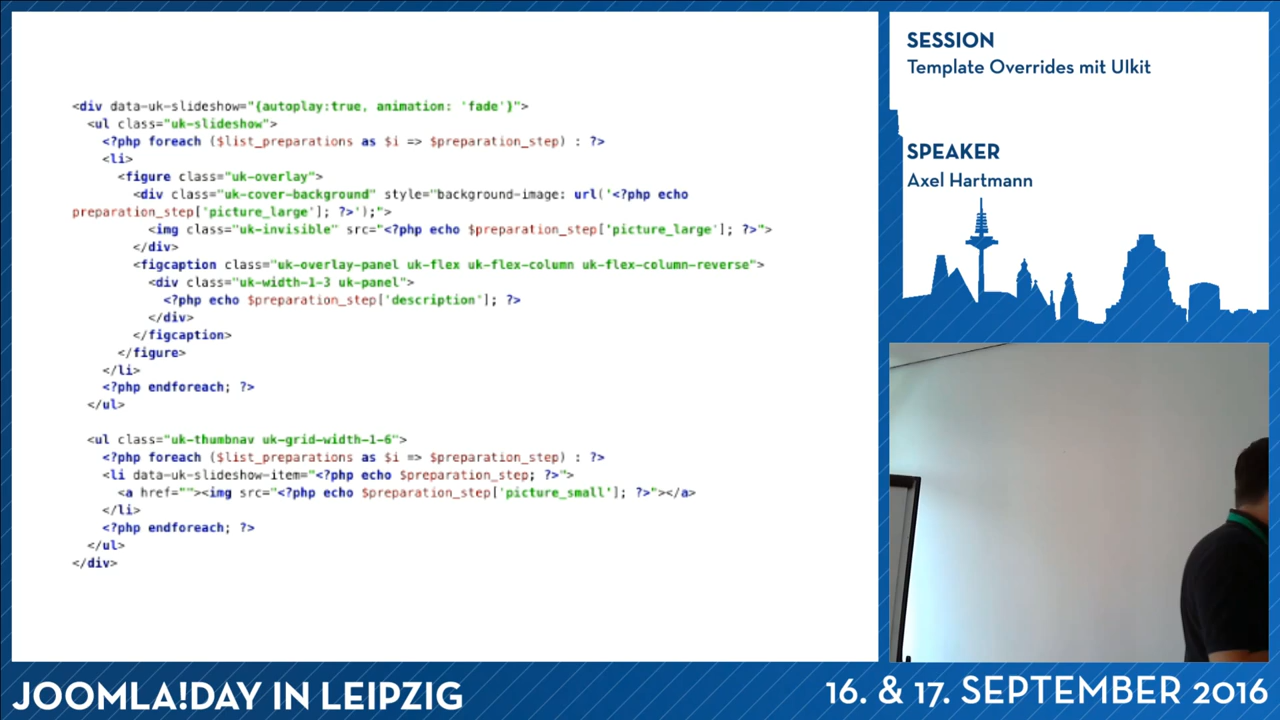 <div data-uk-slideshow="{autoplay:true, animation: 'fade'}">
<ul class="uk-slideshow">
<?php foreach ($list_preparations as $i => $preparation_step) : ?>
<li>
<figure class="uk-overlay">
<div class="uk-cover-background" style="background-image: url('<?php echo
preparation_step['picture_large']; ?>');">
<img class="uk-invisible" src="<?php echo $preparation_step['picture_large']; ?>">
</div>
<figcaption class="uk-overlay-panel uk-flex uk-flex-column uk-flex-column-reverse">
<div class="uk-width-1-3 uk-panel">
<?php echo $preparation_step['description']; ?>
</div>
</figcaption>
</figure>
</li>
<?php endforeach; ?>
</ul>
<ul class="uk-thumbnav uk-grid-width-1-6">
<?php foreach ($list_preparations as $i => $preparation_step) : ?>
<li data-uk-slideshow-item="<?php echo $preparation_step; ?>">
<a href=""><img src="<?php echo $preparation_step['picture_small']; ?>"></a>
</li>
<?php endforeach; ?>
</ul>
</div>
SESSION
Template Overrides mit UIkit
SPEAKER
Axel Hartmann
JOOMLA!DAY IN LEIPZIG
16. & 17. SEPTEMBER 2016